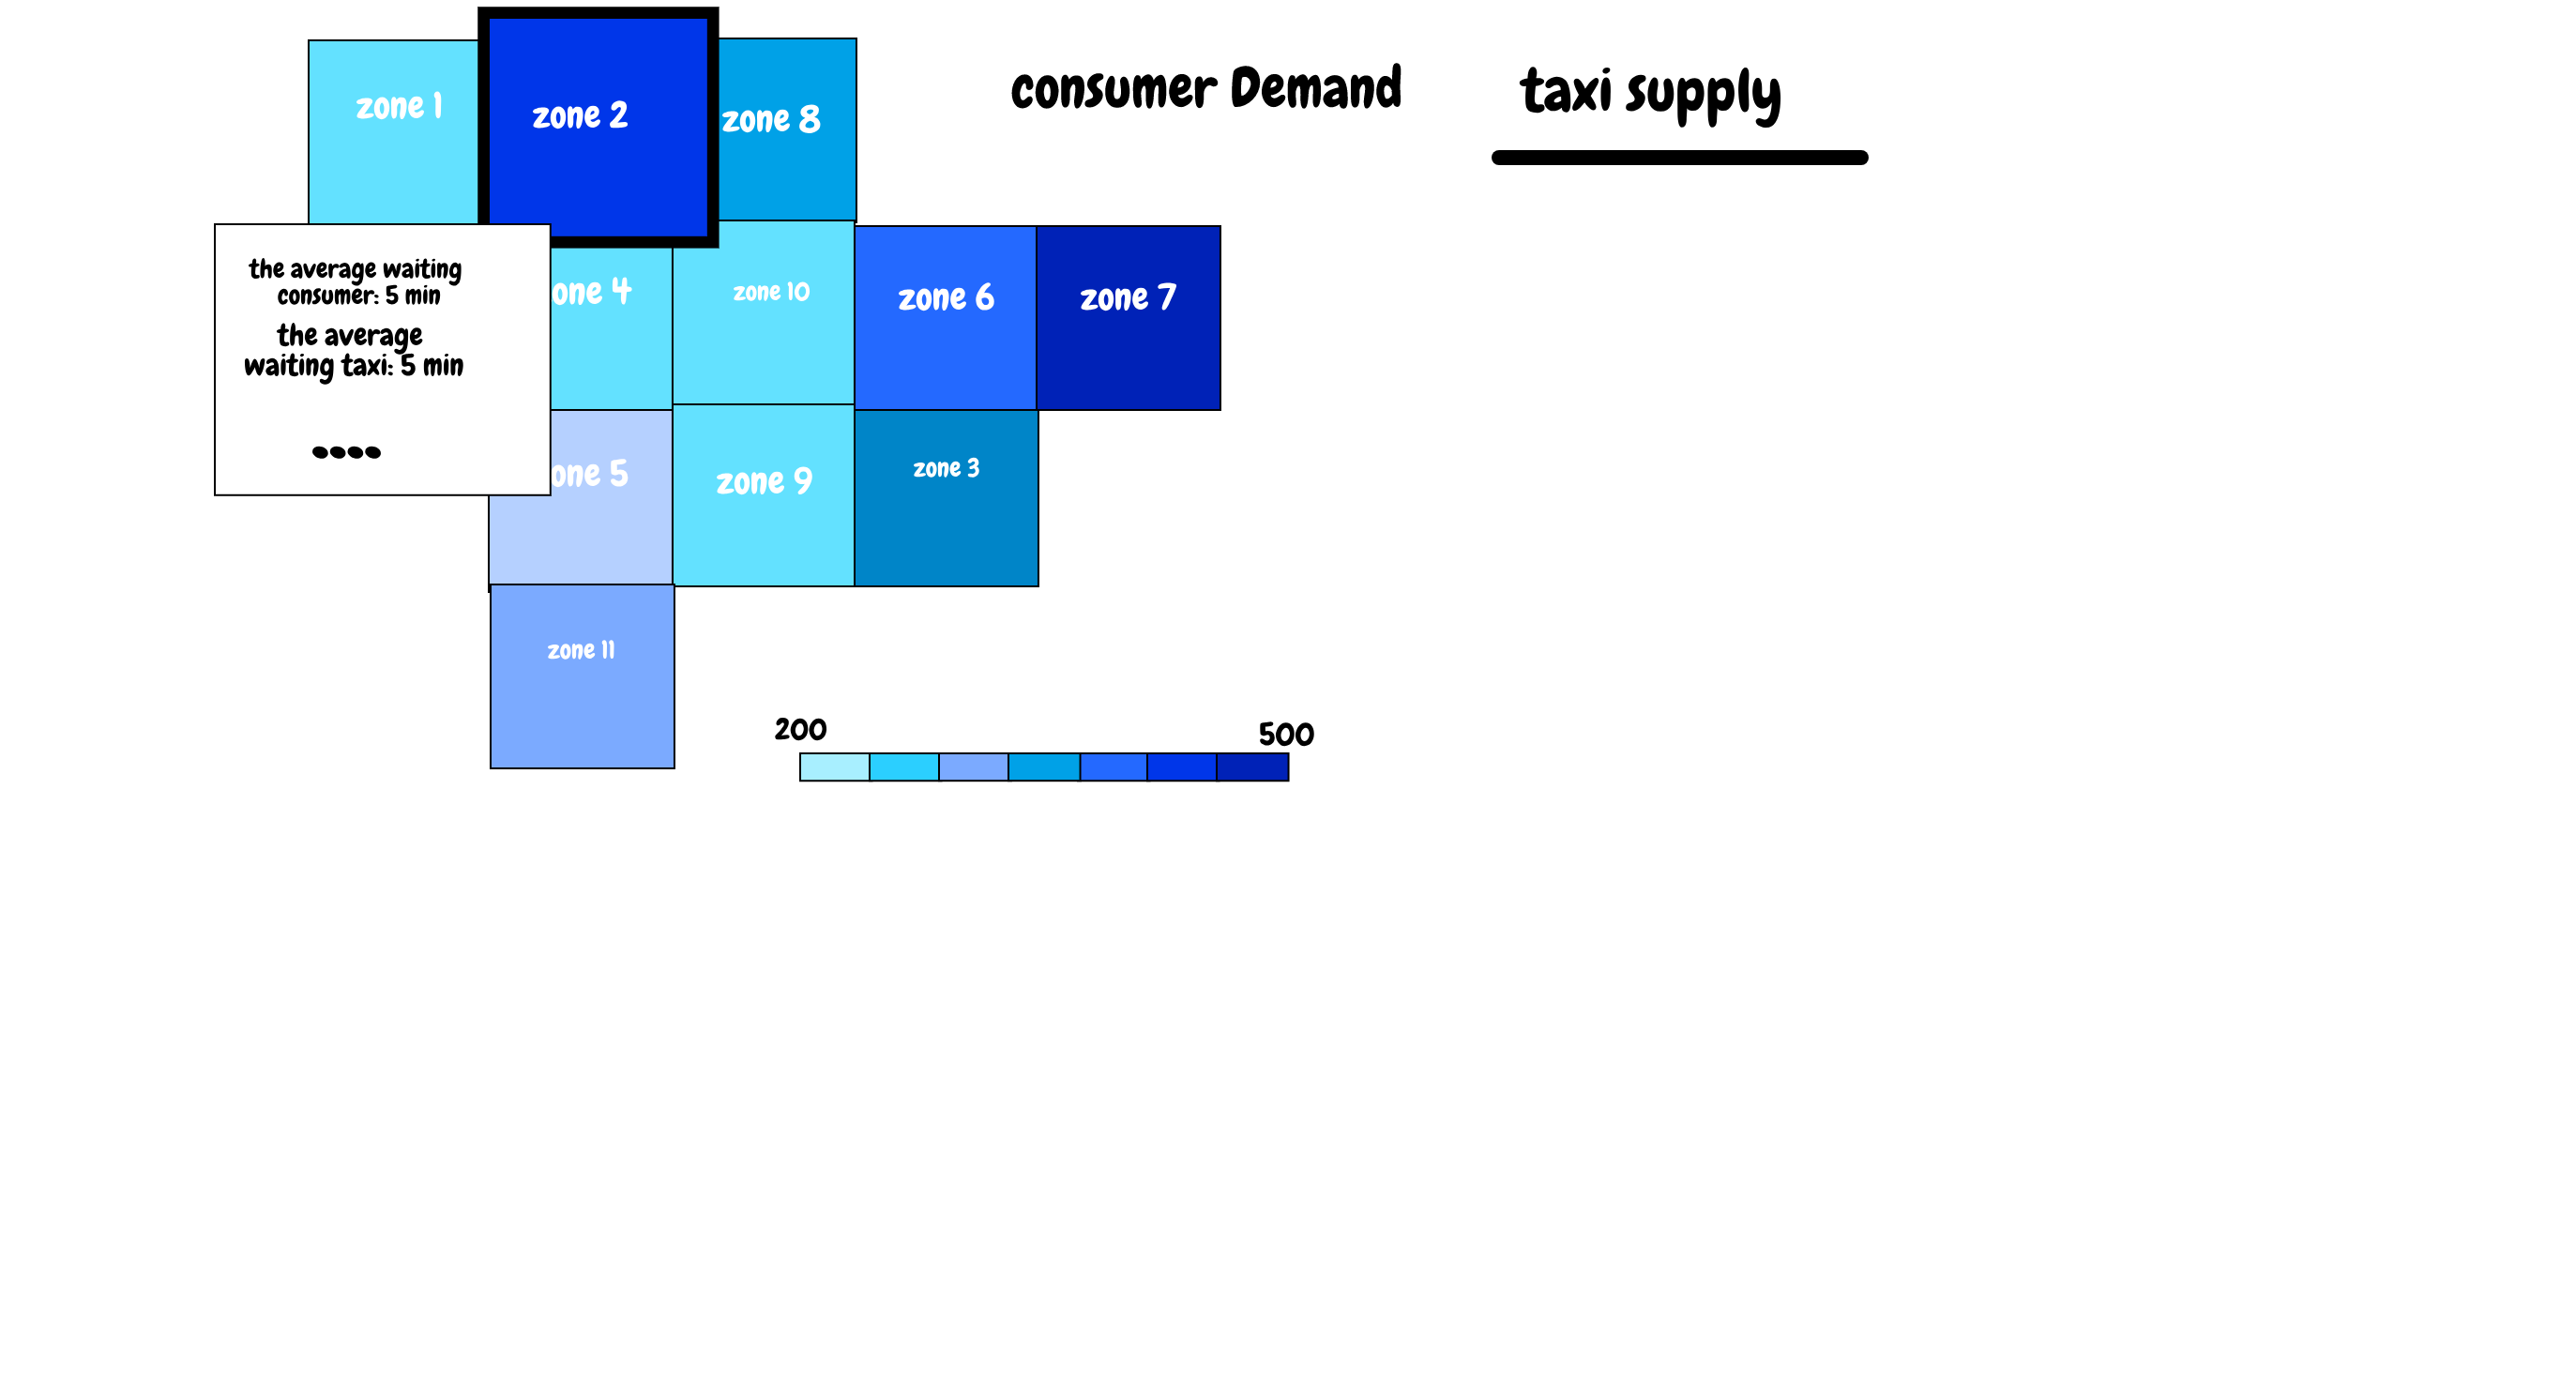 consumer Demand
taxi supply
zone 1
zone 2
zone 8
the average waiting
consumer: 5 min
the average
waiting taxi: 5 min
....
one 4
zone 10
zone 6
zone 7
one 5
zone 9
zone 3
zone 11
200
500